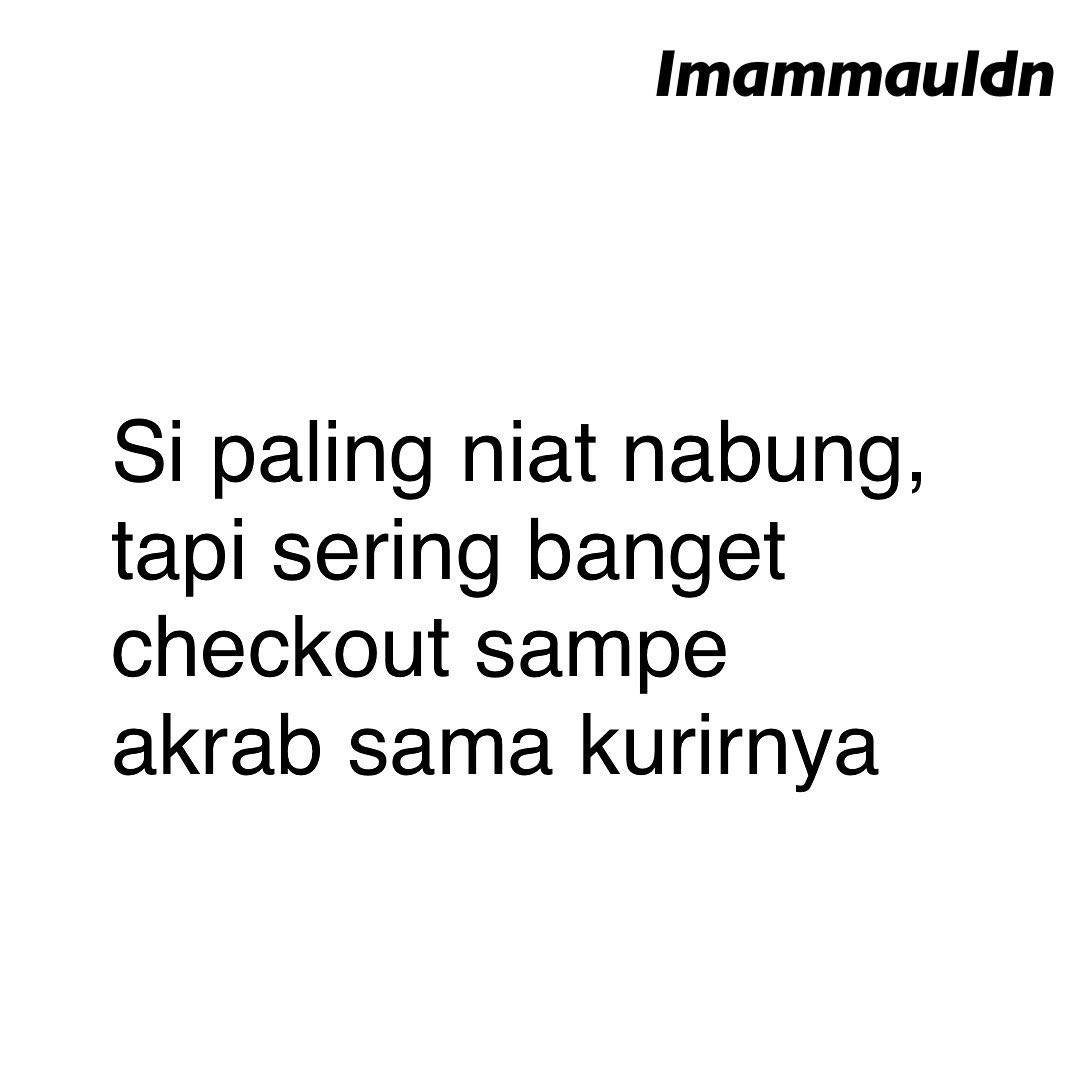 Imammauldn
Si paling niat nabung,
tapi sering banget
checkout sampe
akrab sama kurirnya